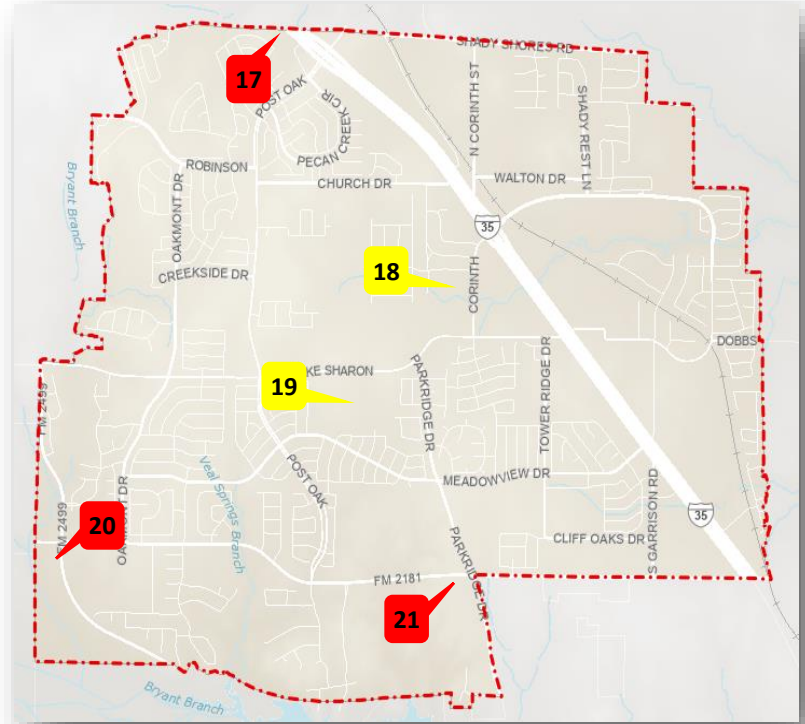 SHADY SHORES RD
17
POST OAK
PECAN CREEK CIR
N CORINTH ST
SHADY REST LN
ROBINSON
CHURCH DR
WALTON DR
Bryant Branch
OAKMONT DR
35
18
CREEKSIDE DR
CORINTH
DOBBS
KE SHARON
19
PARKRIDGE DR
TOWER RIDGE DR
FM 2499
POST OAK
MEADOWVIEW DR
Veal Springs Branch
S GARRISON RD
35
20
FM 2499
CLIFF OAKS DR
PARKRIDGE DR
FM 2181
21
Bryant Branch